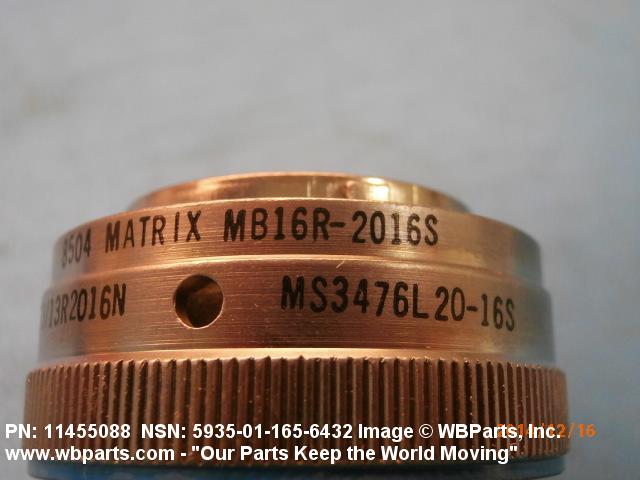 8504 MATRIX MB16R-2016S
13R2016N MS3476L20-16S
PN: 11455088 NSN: 5935-01-165-6432 Image © WBParts, Inc.
www.wbparts.com - "Our Parts Keep the World Moving"